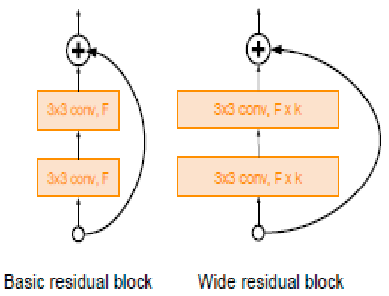 + +
3x3 conv, F 3x3 conv, F x k
3x3 conv, F 3x3 conv, F x k
Basic residual block Wide residual block